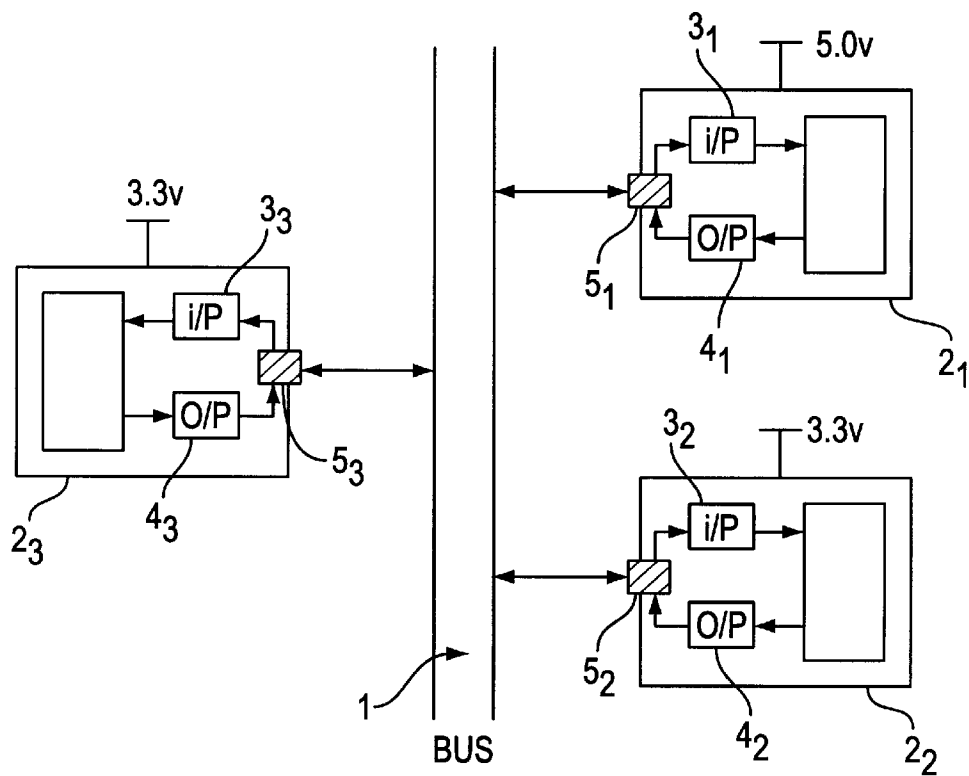 3₁
5.0v
i/P
O/P
5₁
4₁
2₁
3.3v
3₃
i/P
O/P
5₃
4₃
2₃
3₂
3.3v
i/P
O/P
5₂
4₂
2₂
1
BUS